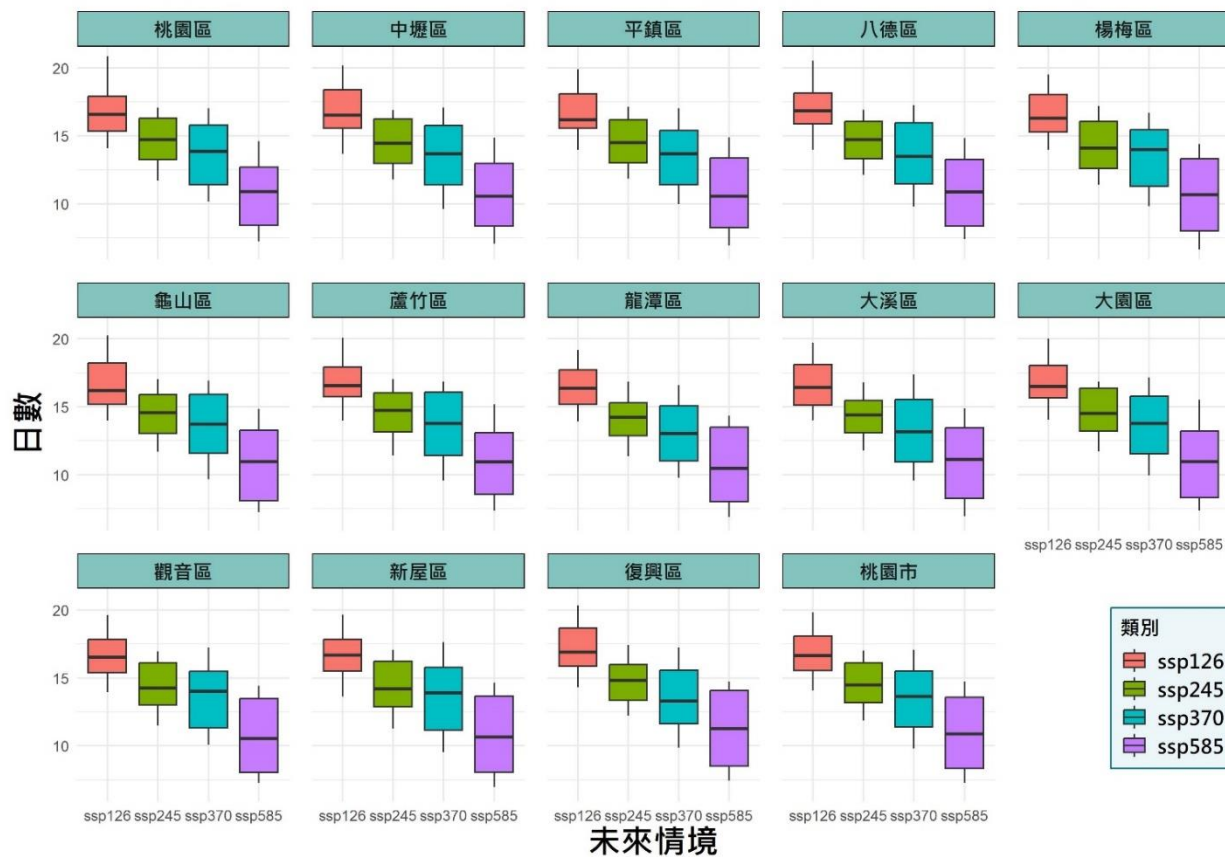 桃園區 中壢區 平鎮區 八德區 楊梅區
20
15
10
龜山區 蘆竹區 龍潭區 大溪區 大園區
20
15
10
ssp126 ssp245 ssp370 ssp585
觀音區 新屋區 復興區 桃園市
20
15
10
ssp126 ssp245 ssp370 ssp585 ssp126 ssp245 ssp370 ssp585 ssp126 ssp245 ssp370 ssp585 ssp126 ssp245 ssp370 ssp585
日數
未來情境
類別
ssp126
ssp245
ssp370
ssp585